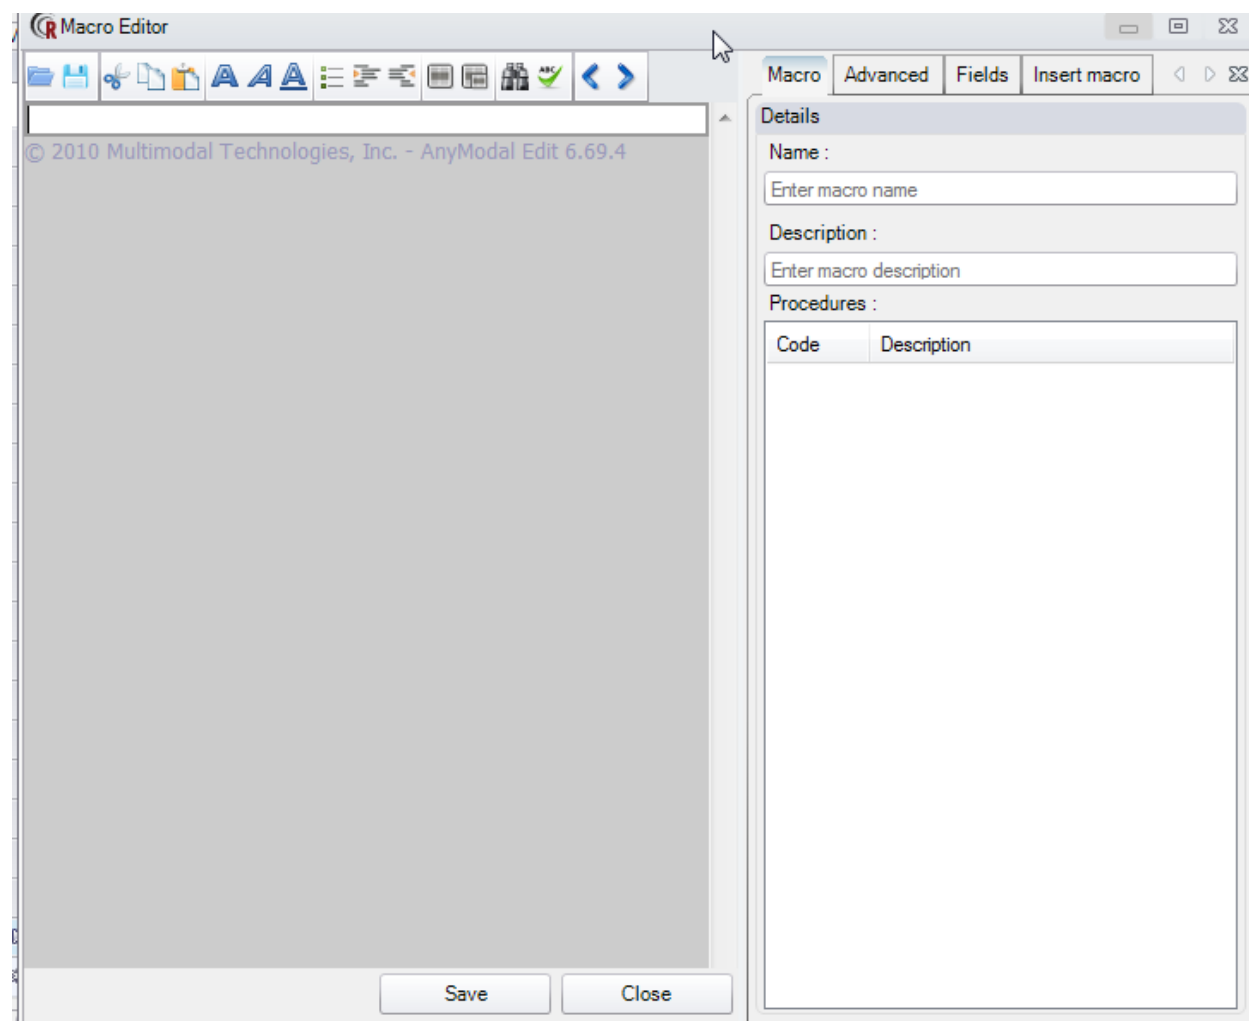 Macro Editor
ABC
Macro Advanced Fields Insert macro
© 2010 Multimodal Technologies, Inc. - AnyModal Edit 6.69.4
Details
Name :
Enter macro name
Description :
Enter macro description
Procedures :
Code Description
Save Close